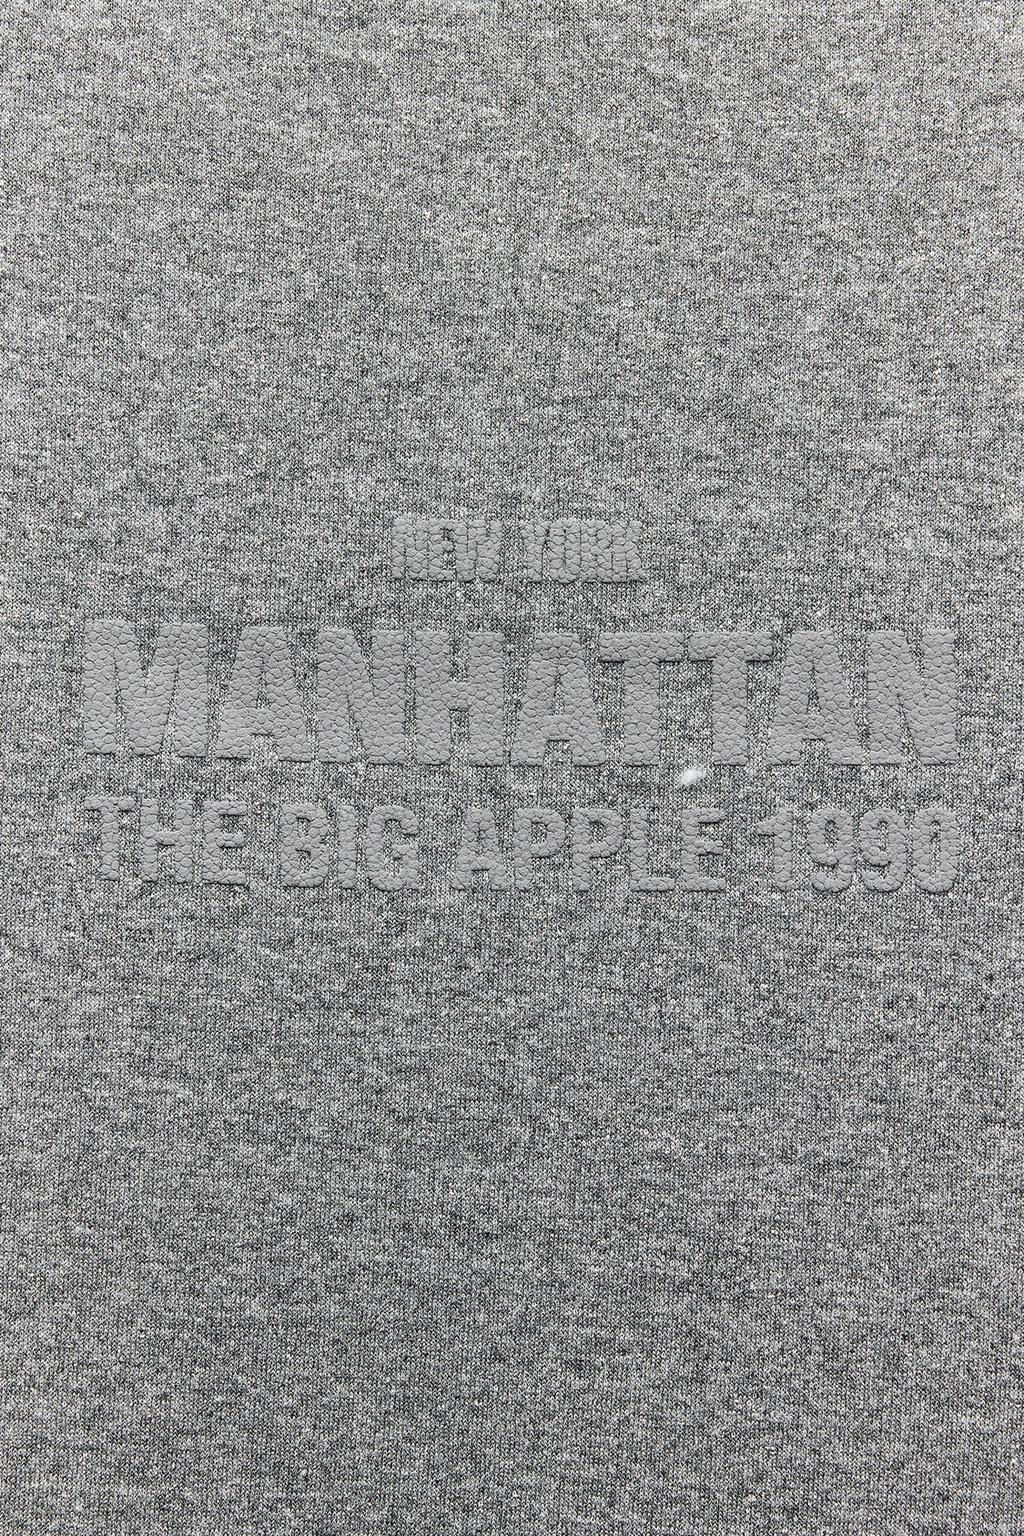 NEW YORK
MANHATTAN
THE BIG APPLE 1990